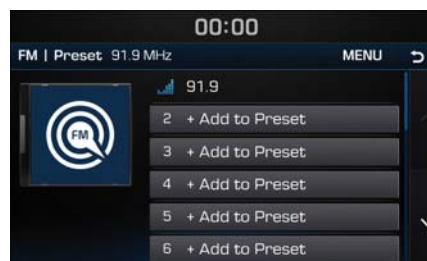 00:00
FM | Preset 91.9 MHz MENU
91.9
FM
2 + Add to Preset
3 + Add to Preset
4 + Add to Preset
5 + Add to Preset
6 + Add to Preset